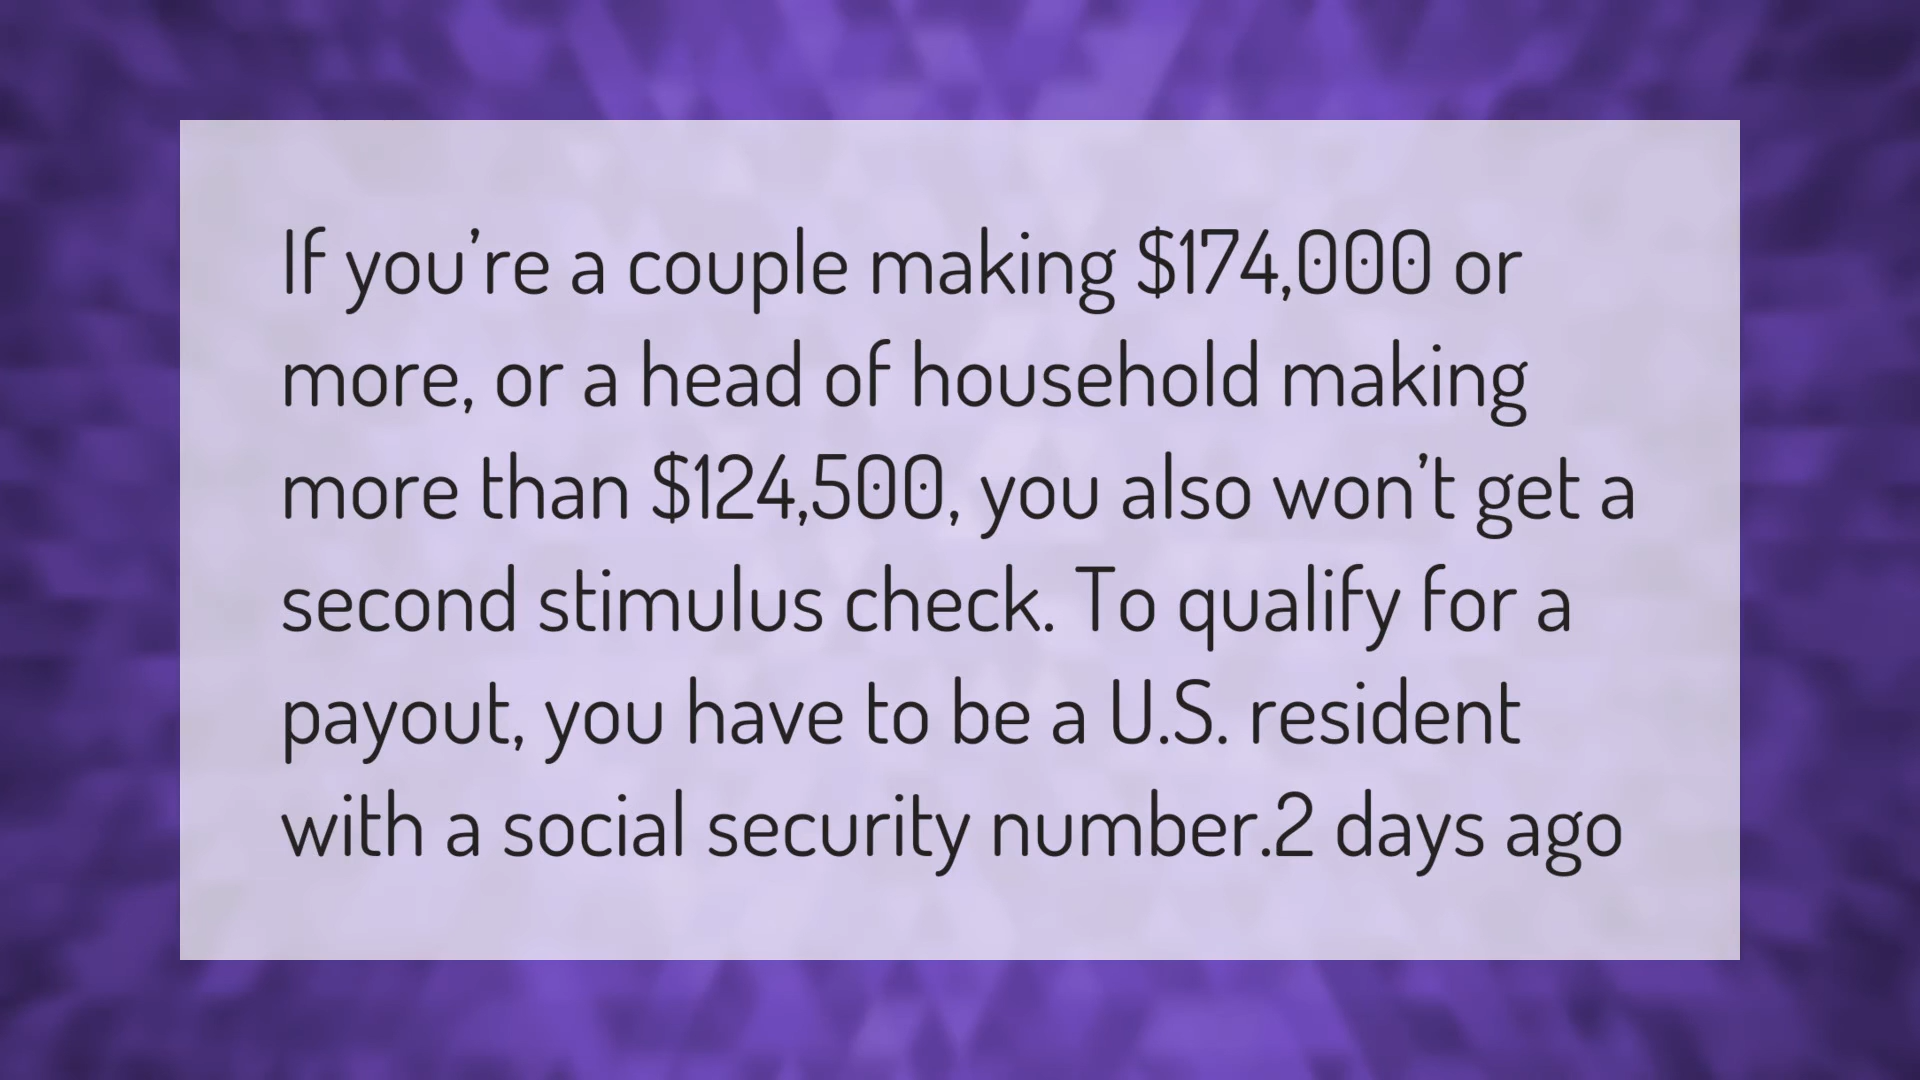 If you’re a couple making $174,000 or
more, or a head of household making
more than $124,500, you also won’t get a
second stimulus check. To qualify for a
payout, you have to be a U.S. resident
with a social security number.2 days ago